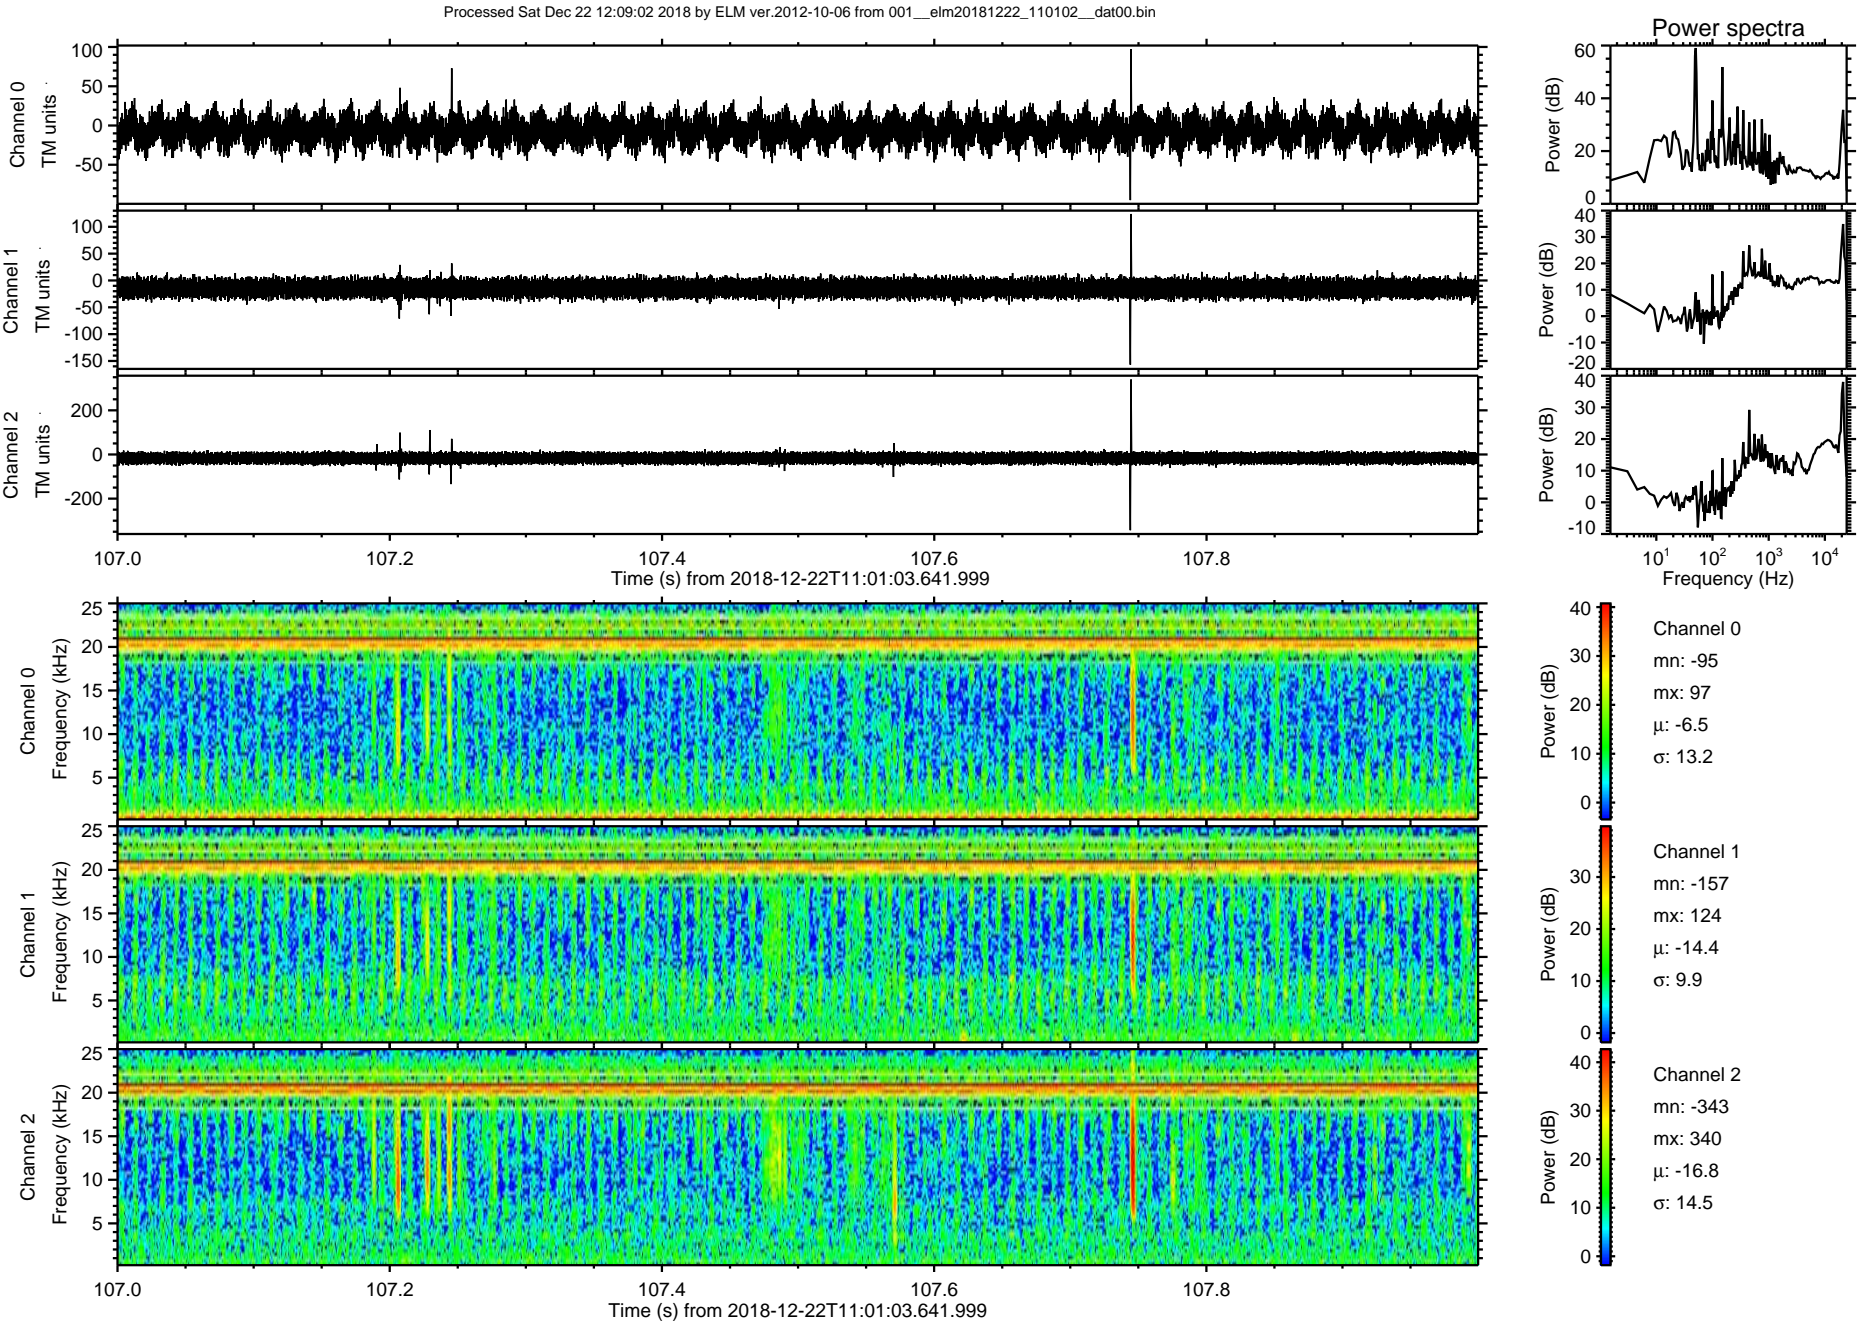 Processed Sat Dec 22 12:09:02 2018 by ELM ver.2012-10-06 from 001__elm20181222_110102__dat00.bin
Power spectra
Channel 0
TM units
100
50
0
-50
Power (dB)
60
40
20
0
Channel 1
TM units
100
50
0
-50
-100
-150
Power (dB)
40
30
20
10
0
-10
-20
Channel 2
TM units
200
0
-200
Power (dB)
40
30
20
10
0
-10
107.0 107.2 107.4 107.6 107.8
Time (s) from 2018-12-22T11:01:03.641.999
10¹ 10² 10³ 10⁴
Frequency (Hz)
Channel 0
Frequency (kHz)
25
20
15
10
5
Power (dB)
40
30
20
10
0
Channel 0
mn: -95
mx: 97
μ: -6.5
σ: 13.2
Channel 1
Frequency (kHz)
25
20
15
10
5
Power (dB)
30
20
10
0
Channel 1
mn: -157
mx: 124
μ: -14.4
σ: 9.9
Channel 2
Frequency (kHz)
25
20
15
10
5
Power (dB)
40
30
20
10
0
Channel 2
mn: -343
mx: 340
μ: -16.8
σ: 14.5
107.0 107.2 107.4 107.6 107.8
Time (s) from 2018-12-22T11:01:03.641.999